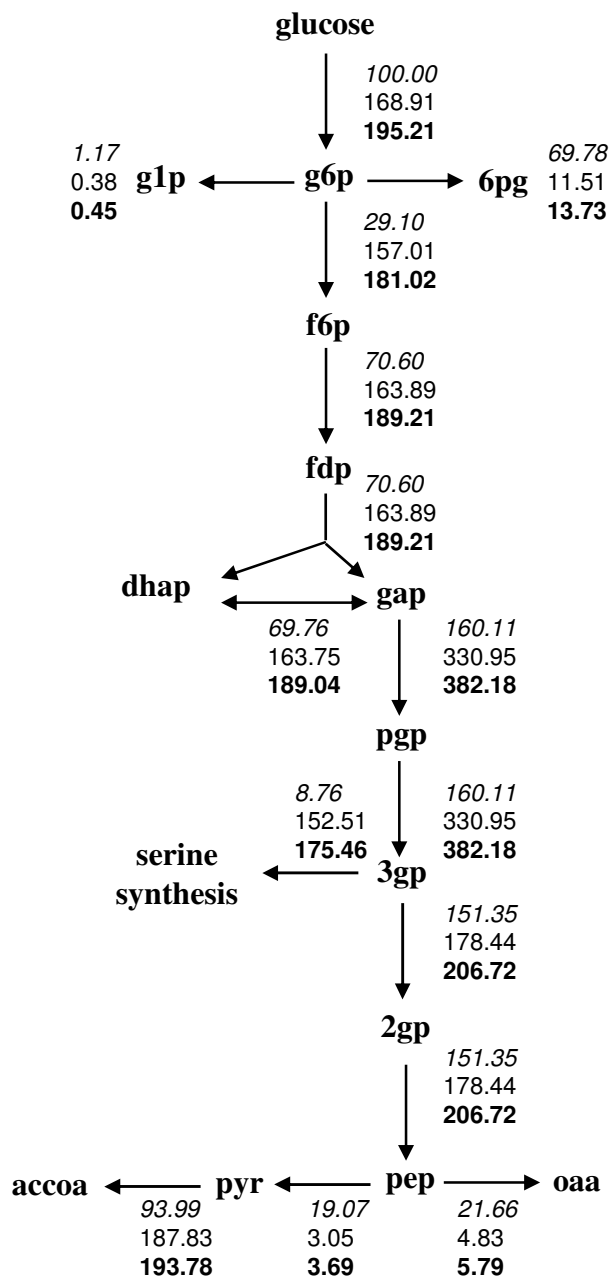 glucose
100.00
168.91
195.21
1.17
0.38
0.45
g1p
g6p
6pg
69.78
11.51
13.73
29.10
157.01
181.02
f6p
70.60
163.89
189.21
fdp
70.60
163.89
189.21
dhap
gap
69.76
163.75
189.04
160.11
330.95
382.18
pgp
8.76
152.51
175.46
160.11
330.95
382.18
serine
synthesis
3gp
151.35
178.44
206.72
2gp
151.35
178.44
206.72
accoa
pyr
pep
oaa
93.99
187.83
193.78
19.07
3.05
3.69
21.66
4.83
5.79